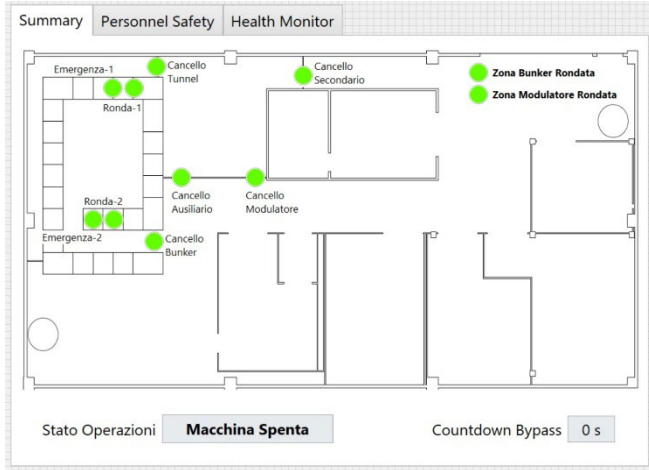 Summary
Personnel Safety
Health Monitor
Emergenza-1
Cancello
Tunnel
Cancello
Secondario
Zona Bunker Rondata
Zona Modulatore Rondata
Ronda-1
Cancello
Ausiliario
Cancello
Modulatore
Ronda-2
Emergenza-2
Cancello
Bunker
Stato Operazioni
Macchina Spenta
Countdown Bypass
0 s